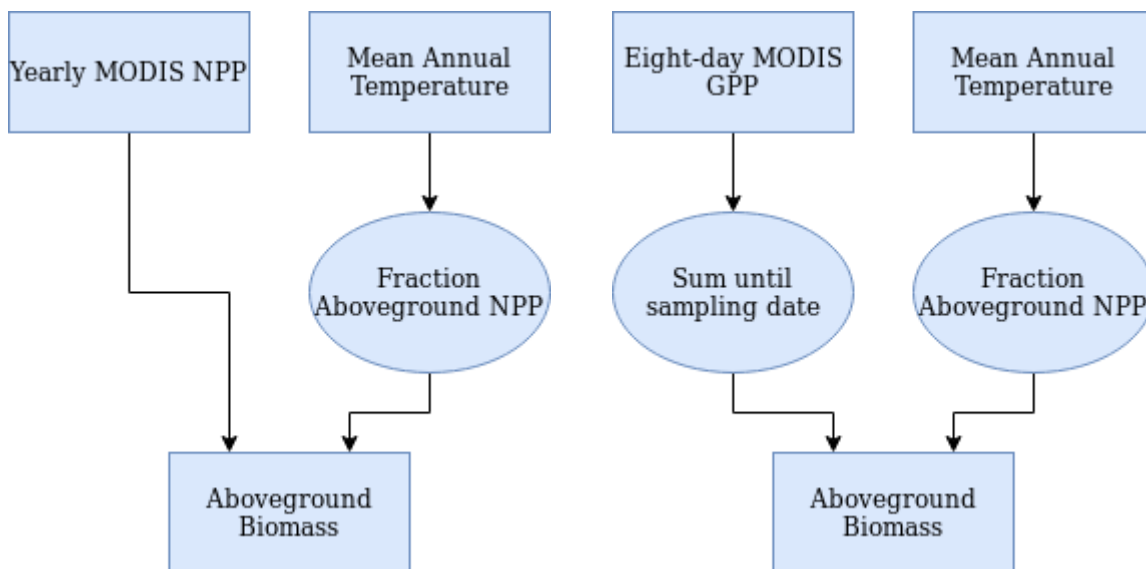 Yearly MODIS NPP
Mean Annual
Temperature
Eight-day MODIS
GPP
Mean Annual
Temperature
Fraction
Aboveground NPP
Sum until
sampling date
Fraction
Aboveground NPP
Aboveground
Biomass
Aboveground
Biomass